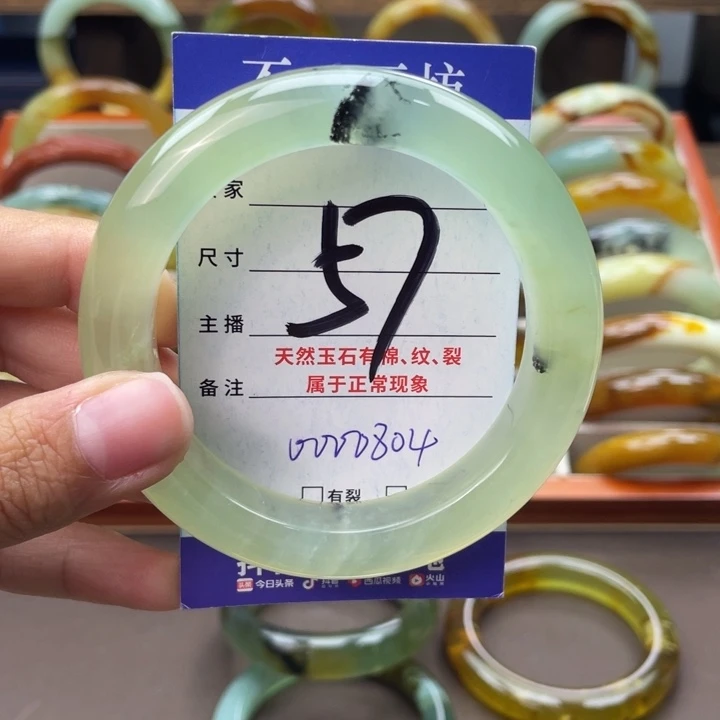 家
尺寸
57
主播
天然玉石有棉、纹、裂
属于正常现象
备注
0000804
有裂
今日头条 抖音 西瓜视频 火山